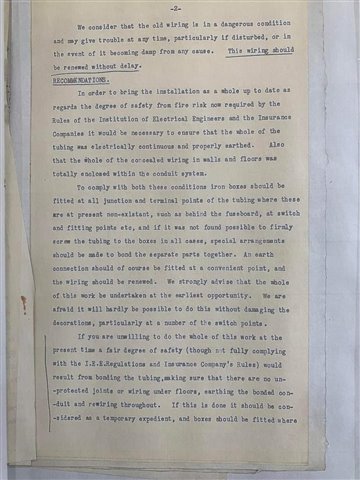 -2-
We consider that the old wiring is in a dangerous condition
and may give trouble at any time, particularly if disturbed, or in
the event of it becoming damp from any cause. This wiring should
be renewed without delay.
RECOMMENDATIONS.
In order to bring the installation as a whole up to date as
regards the degree of safety from fire risk now required by the
Rules of the Institution of Electrical Engineers and the Insurance
Companies it would be necessary to ensure that the whole of the
tubing was electrically continuous and properly earthed. Also
that the whole of the concealed wiring in walls and floors was
totally enclosed within the conduit system.
To comply with both these conditions iron boxes should be
fitted at all junction and terminal points of the tubing where these
are at present non-existant, such as behind the fuseboard, at switch
and fitting points etc, and if it was not found possible to firmly
screw the tubing to the boxes in all cases, special arrangements
should be made to bond the separate parts together. An earth
connection should of course be fitted at a convenient point, and
the wiring should be renewed. We strongly advise that the whole
of this work be undertaken at the earliest opportunity. We are
afraid it will hardly be possible to do this without damaging the
decorations, particularly at a number of the switch points.
If you are unwilling to do the whole of this work at the
present time a fair degree of safety (though not fully complying
with the I.E.E.Regulations and Insurance Company's Rules) would
result from bonding the tubing,making sure that there are no un-
-protected joints or wiring under floors, earthing the bonded con-
-duit and rewiring throughout. If this is done it should be con-
-sidered as a temporary expedient, and boxes should be fitted where